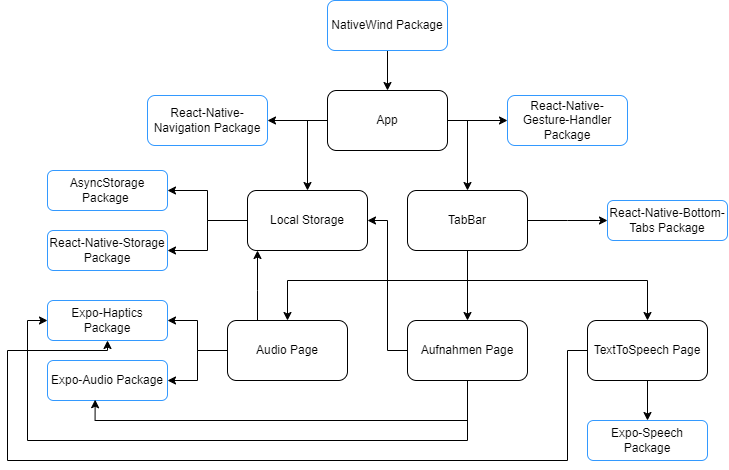 NativeWind Package
React-Native-
Navigation Package
App
React-Native-
Gesture-Handler
Package
AsyncStorage
Package
Local Storage
TabBar
React-Native-Bottom-
Tabs Package
React-Native-Storage
Package
Expo-Haptics
Package
Audio Page
Aufnahmen Page
TextToSpeech Page
Expo-Audio Package
Expo-Speech
Package